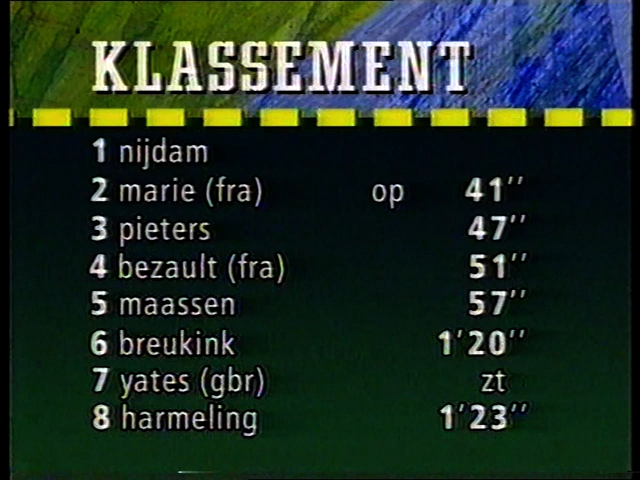 KLASSEMENT
1 nijdam
2 marie (fra) op 41''
3 pieters 47''
4 bezault (fra) 51''
5 maassen 57''
6 breukink 1'20''
7 yates (gbr) zt
8 harmeling 1'23''